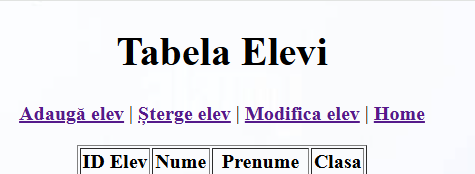 Tabela Elevi
Adaugă elev | Șterge elev | Modifica elev | Home
ID Elev Nume Prenume Clasa